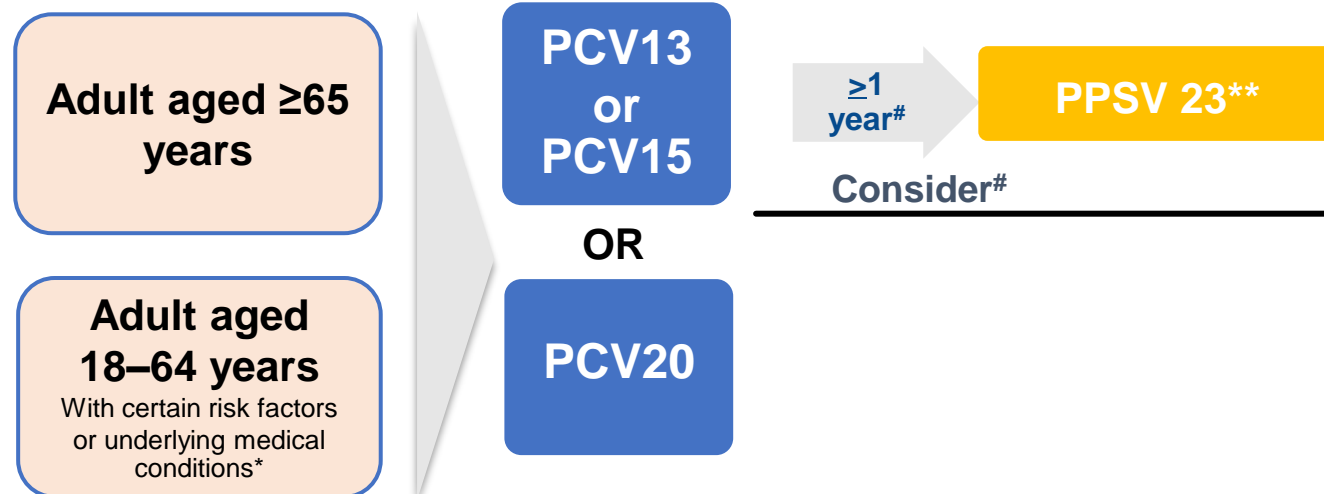 Adult aged ≥65
years
PCV13
or
PCV15
≥1
year#
PPSV 23**
Consider#
OR
Adult aged
18–64 years
With certain risk factors
or underlying medical
conditions*
PCV20